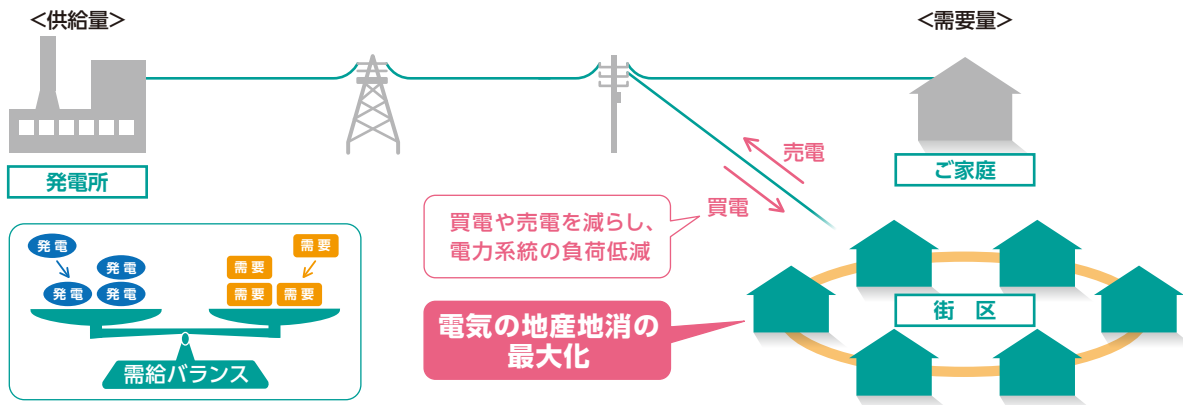 <供給量>
<需要量>
発電所
ご家庭
売電
買電
買電や売電を減らし、
電力系統の負荷低減
電気の地産地消の
最大化
街 区
発電
発電
発電
発電
需要
需要
需要
需要
需給バランス